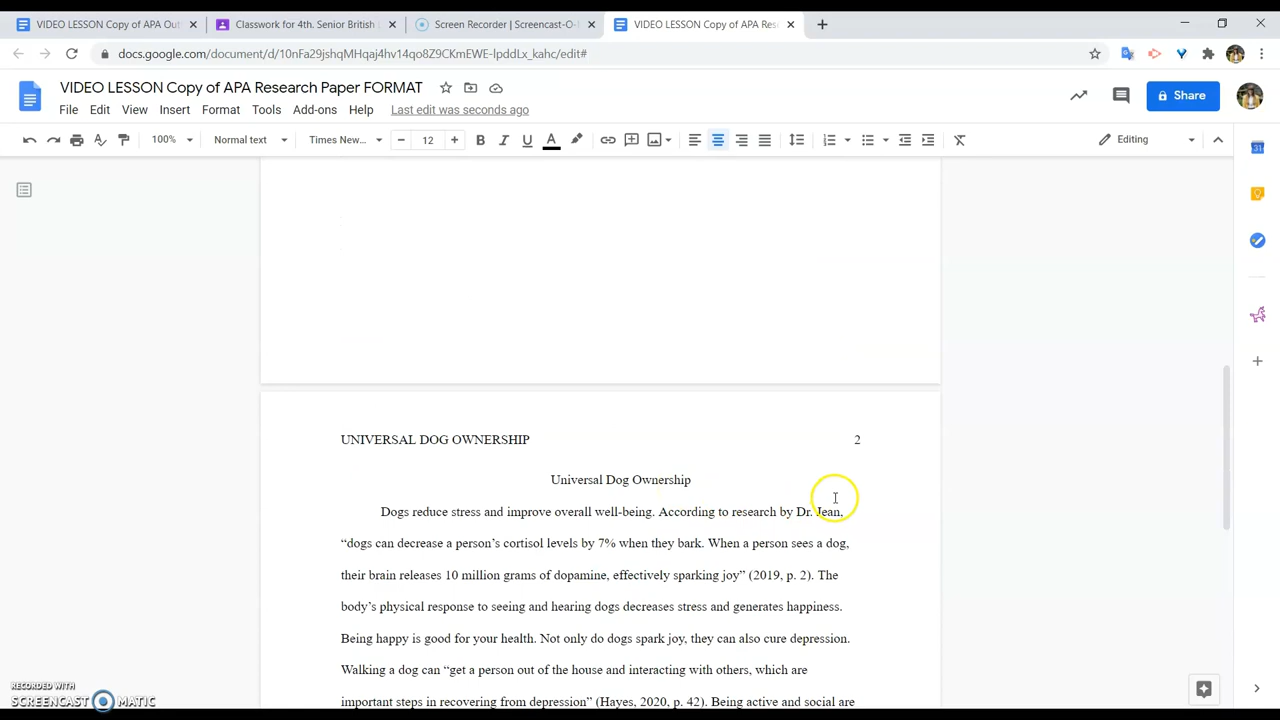 VIDEO LESSON Copy of APA Out
Classwork for 4th. Senior British
Screen Recorder | Screencast-O-
VIDEO LESSON Copy of APA Res
docs.google.com/document/d/10nFa29jshqMHqaj4hv14qo8Z9CKmEWE-lpddLx_kahc/edit#
VIDEO LESSON Copy of APA Research Paper FORMAT
Share
File Edit View Insert Format Tools Add-ons Help Last edit was seconds ago
100% Normal text Times New... 12 B I U A Editing
31
UNIVERSAL DOG OWNERSHIP 2
Universal Dog Ownership
Dogs reduce stress and improve overall well-being. According to research by Dr. Jean,
“dogs can decrease a person’s cortisol levels by 7% when they bark. When a person sees a dog,
their brain releases 10 million grams of dopamine, effectively sparking joy” (2019, p. 2). The
body’s physical response to seeing and hearing dogs decreases stress and generates happiness.
Being happy is good for your health. Not only do dogs spark joy, they can also cure depression.
Walking a dog can “get a person out of the house and interacting with others, which are
important steps in recovering from depression” (Hayes, 2020, p. 42). Being active and social are
RECORDED WITH
SCREENCAST MATIC